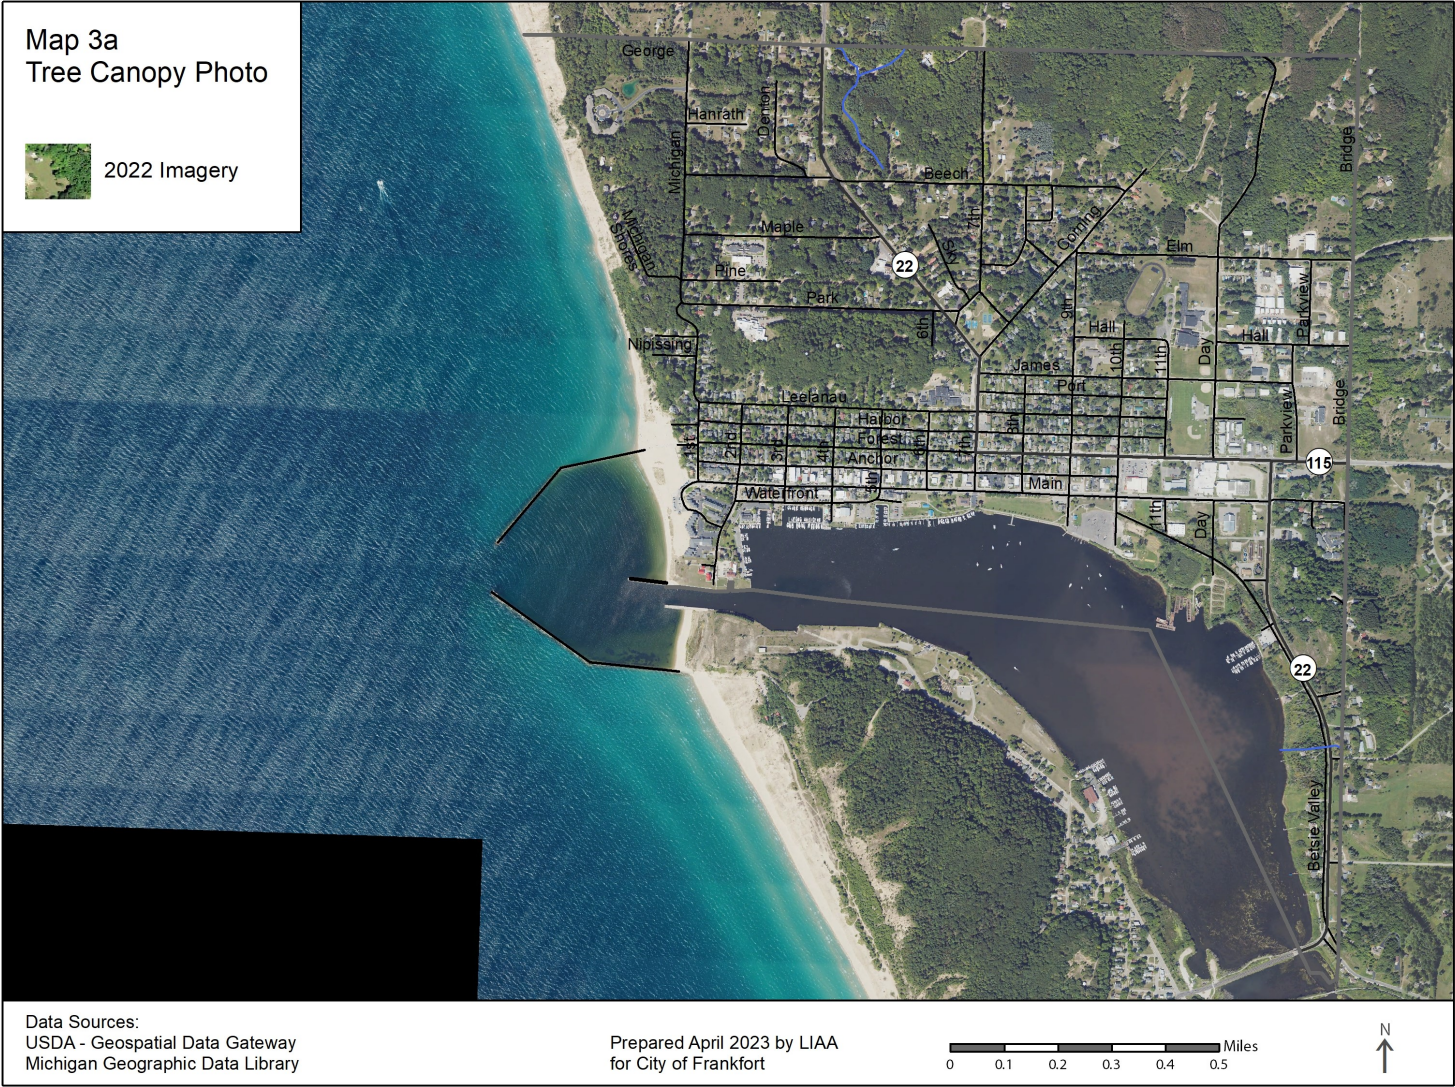 Map 3a
Tree Canopy Photo
2022 Imagery
George
Hanrath
Denton
Michigan
Bridge
Beech
Michigan
Shores
Maple
7th
Corning
Sky
Elm
22
Pine
Park
6th
9th
Parkview
Nipissing
Hall
10th
11th
Day
Hall
James
Port
Leelanau
Harbor
Forest
Anchor
1st
2nd
3rd
4th
5th
6th
7th
8th
Parkview
Bridge
115
Main
Waterfront
11th
Day
22
Betsie Valley
Data Sources:
USDA - Geospatial Data Gateway
Michigan Geographic Data Library
Prepared April 2023 by LIAA
for City of Frankfort
Miles
0 0.1 0.2 0.3 0.4 0.5
N